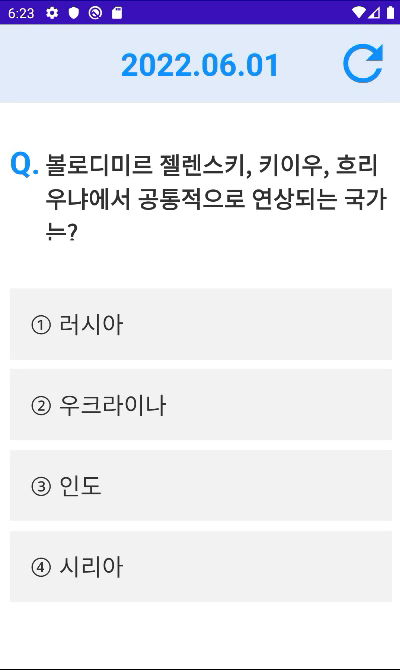 6:23
2022.06.01
Q. 볼로디미르 젤렌스키, 키이우, 흐리
우냐에서 공통적으로 연상되는 국가
는?
① 러시아
② 우크라이나
③ 인도
④ 시리아